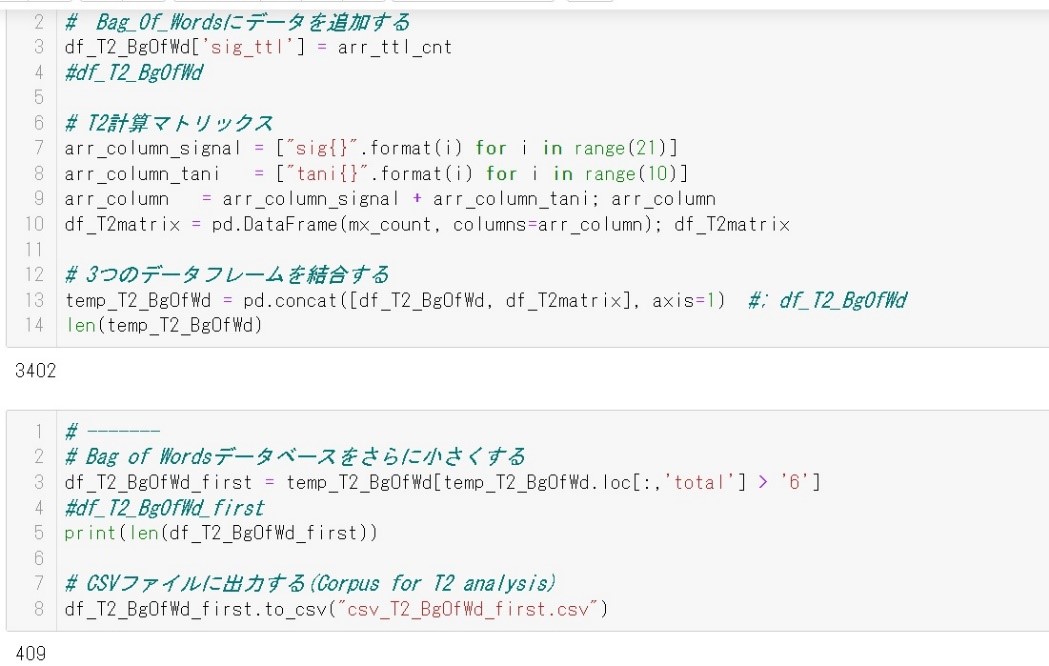 2 # Bag_Of_Wordsにデータを追加する
3 df_T2_BgOfWd['sig_ttl'] = arr_ttl_cnt
4 #df_T2_BgOfWd
5
6 # T2計算マトリックス
7 arr_column_signal = ["sig{}".format(i) for i in range(21)]
8 arr_column_tani = ["tani{}".format(i) for i in range(10)]
9 arr_column = arr_column_signal + arr_column_tani; arr_column
10 df_T2matrix = pd.DataFrame(mx_count, columns=arr_column); df_T2matrix
11
12 # 3つのデータフレームを結合する
13 temp_T2_BgOfWd = pd.concat([df_T2_BgOfWd, df_T2matrix], axis=1) #; df_T2_BgOfWd
14 len(temp_T2_BgOfWd)
3402
1 # -------
2 # Bag of Wordsデータベースをさらに小さくする
3 df_T2_BgOfWd_first = temp_T2_BgOfWd[temp_T2_BgOfWd.loc[:,'total'] > '6']
4 #df_T2_BgOfWd_first
5 print(len(df_T2_BgOfWd_first))
6
7 # CSVファイルに出力する(Corpus for T2 analysis)
8 df_T2_BgOfWd_first.to_csv("csv_T2_BgOfWd_first.csv")
409